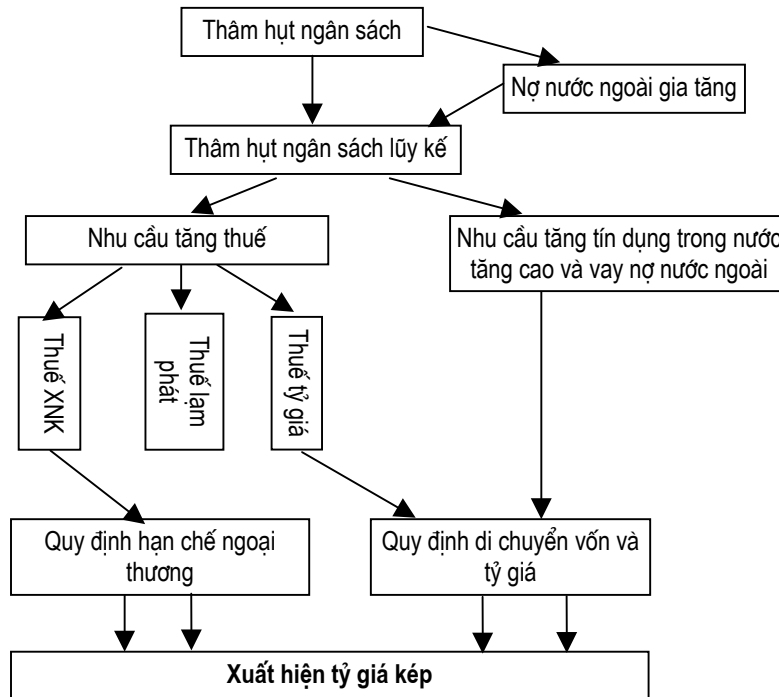 Thâm hụt ngân sách
Nợ nước ngoài gia tăng
Thâm hụt ngân sách lũy kế
Nhu cầu tăng thuế
Nhu cầu tăng tín dụng trong nước
tăng cao và vay nợ nước ngoài
Thuế XNK
Thuế lạm
phát
Thuế tỷ giá
Quy định hạn chế ngoại
thương
Quy định di chuyển vốn và
tỷ giá
Xuất hiện tỷ giá kép